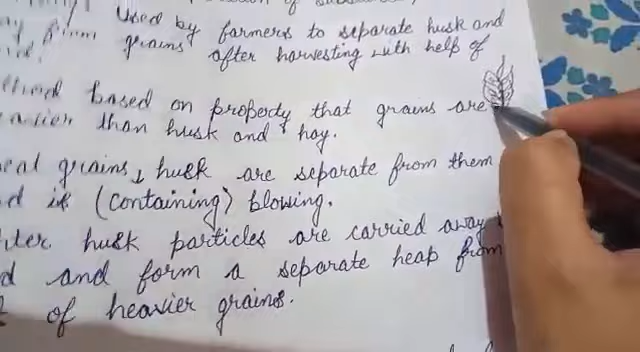 Used by farmers to separate husk and
grains after harvesting with help of
based on property that grains are
than husk and hay.
grains, husk are separate from them
(containing) blowing.
husk particles are carried away
and form a separate heap from
of heavier grains.